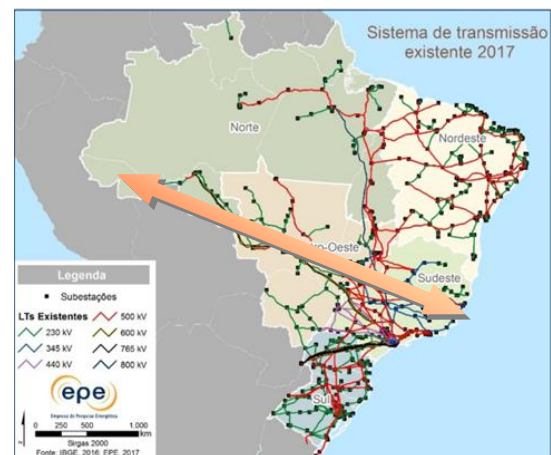 Sistema de transmissão
existente 2017
Norte
Nordeste
ro-Oeste
Sudeste
Sul
Legenda
Subestações
LTs Existentes
500 kV
230 kV
600 kV
345 kV
765 kV
440 kV
800 kV
epe
Empresa de Pesquisa Energética
0 250 500 1.000
km
Sirgas 2000
Fonte: IBGE, 2016; EPE, 2017